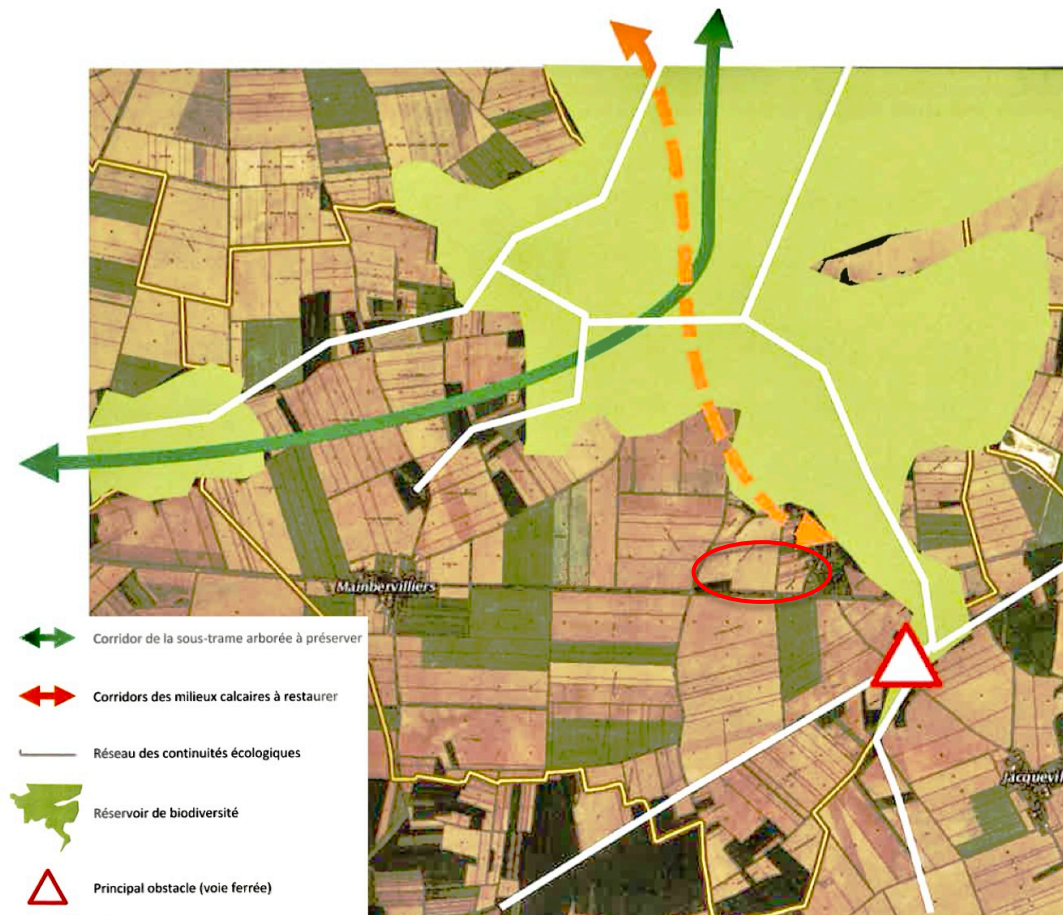 Mainbervilliers
Corridor de la sous-trame arborée à préserver
Corridors des milieux calcaires à restaurer
Réseau des continuités écologiques
Réservoir de biodiversité
Jacquevil
Principal obstacle (voie ferrée)